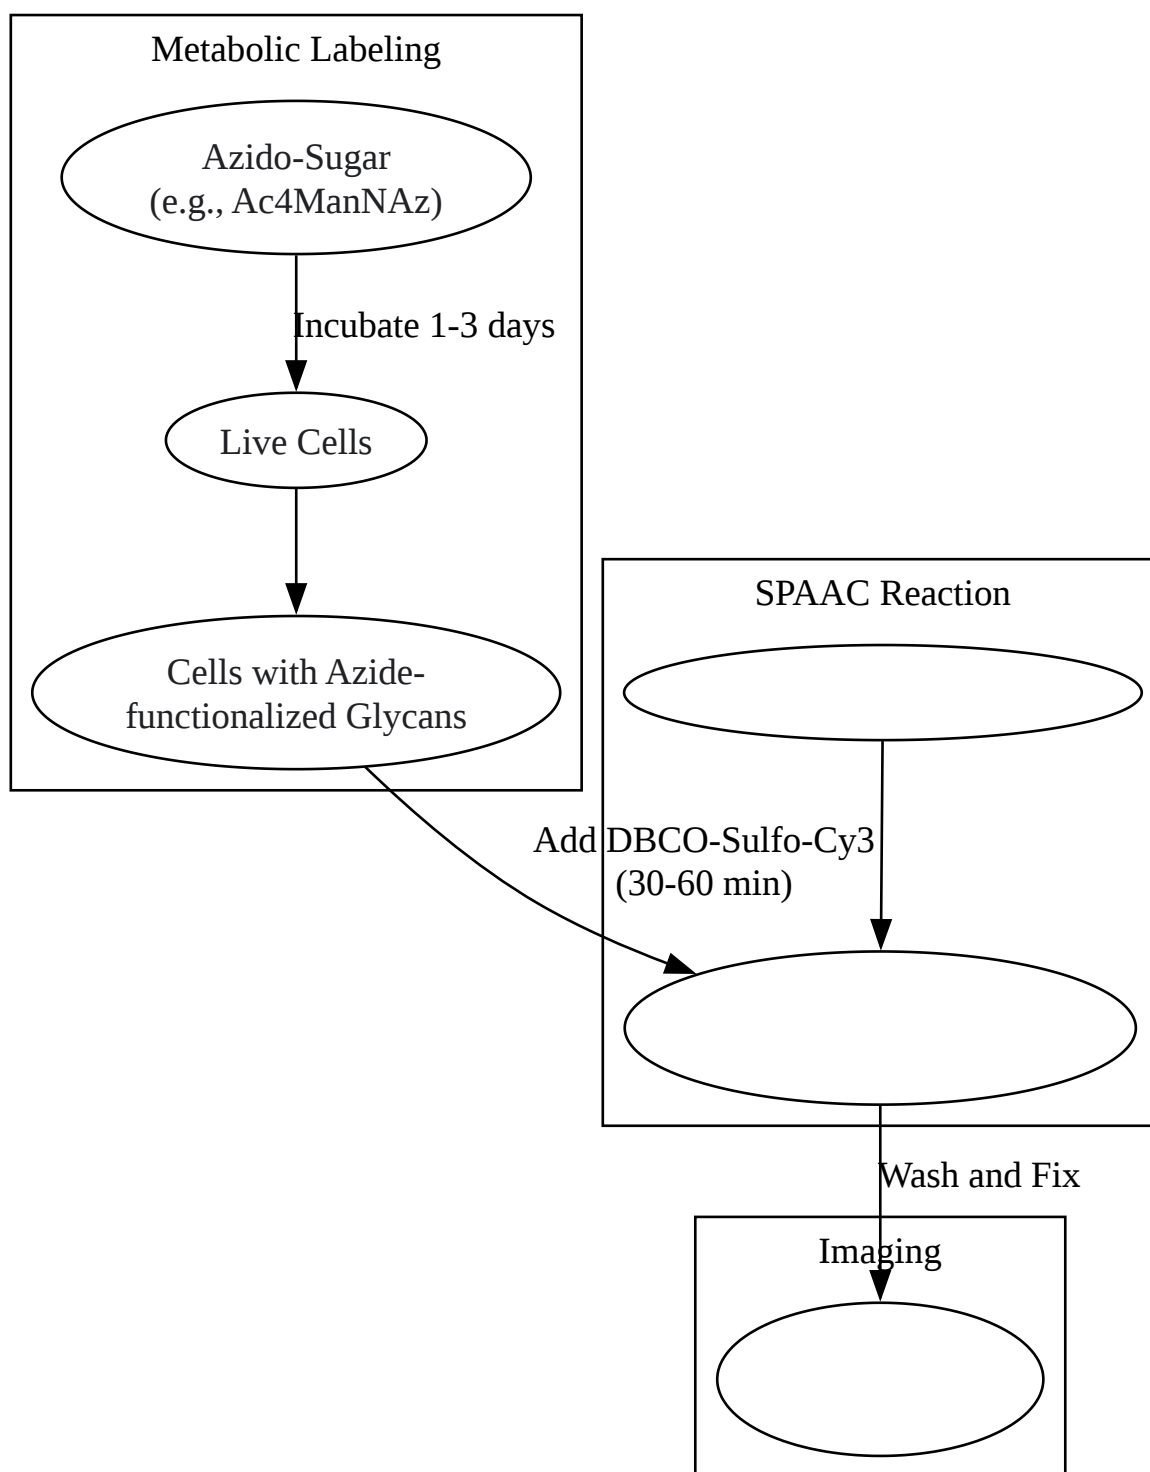 Metabolic Labeling
Azido-Sugar
(e.g., Ac4ManNAz)
Incubate 1-3 days
Live Cells
Cells with Azide-
functionalized Glycans
SPAAC Reaction
Add DBCO-Sulfo-Cy3
(30-60 min)
Wash and Fix
Imaging